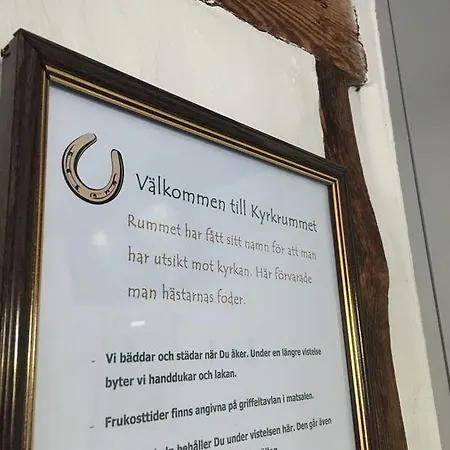 Välkommen till Kyrkrummet
Rummet har fått sitt namn för att man
har utsikt mot kyrkan. Här förvarade
man hästarnas foder.
- Vi bäddar och städar när Du åker. Under en längre vistelse
byter vi handdukar och lakan.
- Frukosttider finns angivna på griffeltavlan i matsalen.
behåller Du under vistelsen här. Den går även